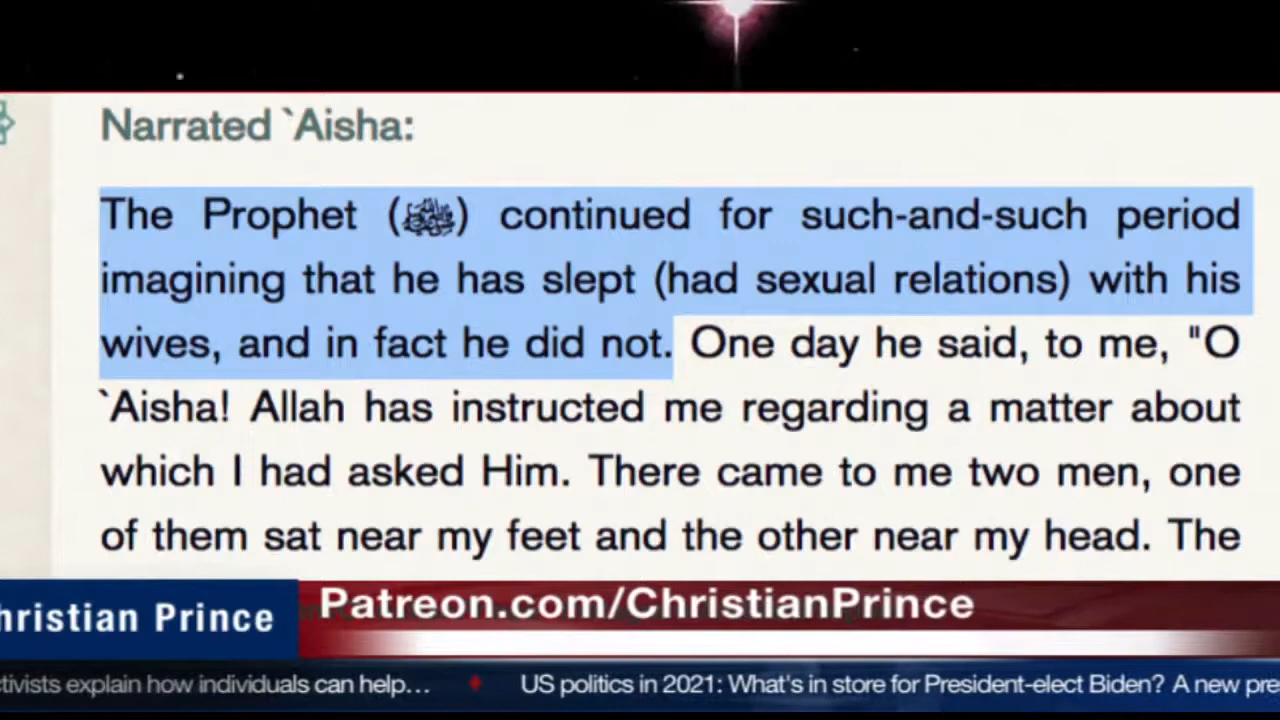 Narrated `Aisha:
The Prophet (ﷺ) continued for such-and-such period
imagining that he has slept (had sexual relations) with his
wives, and in fact he did not. One day he said, to me, "O
`Aisha! Allah has instructed me regarding a matter about
which I had asked Him. There came to me two men, one
of them sat near my feet and the other near my head. The
hristian Prince
Patreon.com/ChristianPrince
tivists explain how individuals can help… ♦ US politics in 2021: What's in store for President-elect Biden? A new pre